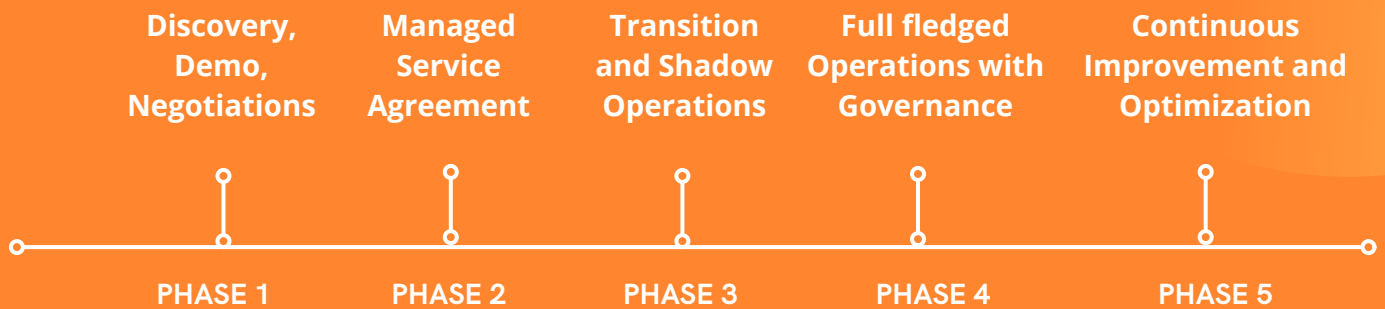 Discovery,
Demo,
Negotiations
Managed
Service
Agreement
Transition
and Shadow
Operations
Full fledged
Operations with
Governance
Continuous
Improvement and
Optimization
PHASE 1
PHASE 2
PHASE 3
PHASE 4
PHASE 5